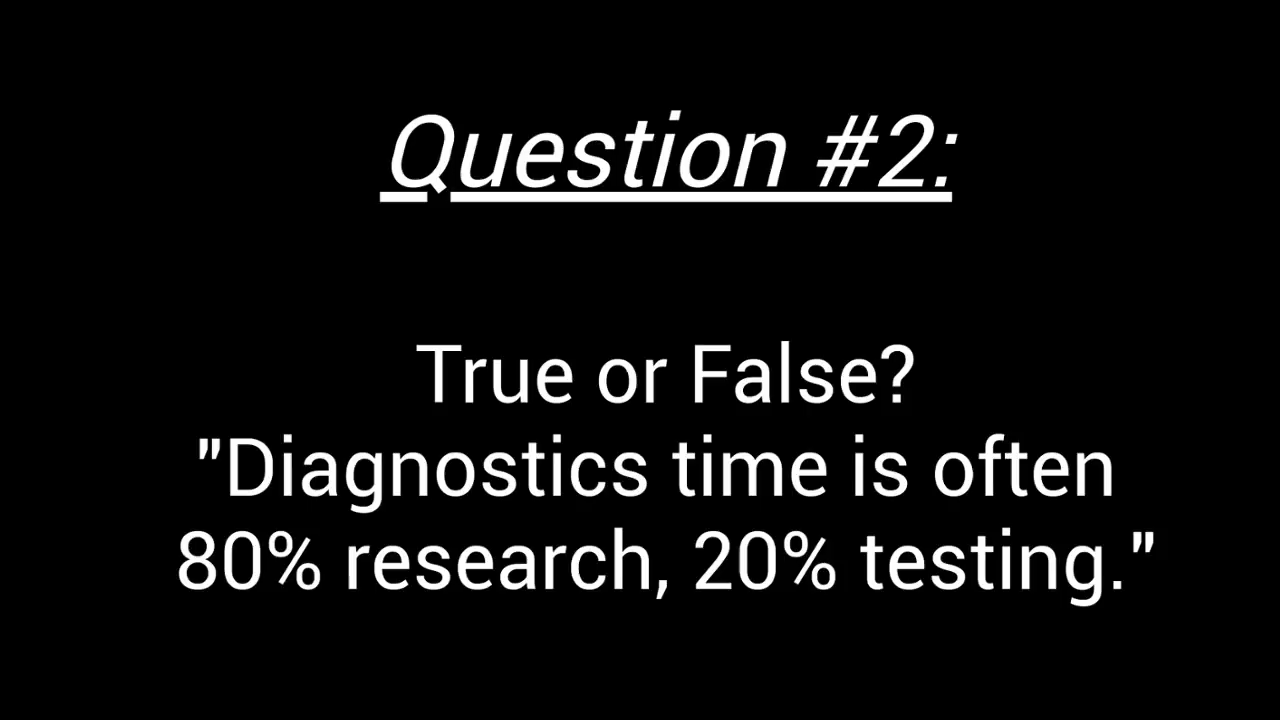 Question #2:
True or False?
"Diagnostics time is often
80% research, 20% testing."